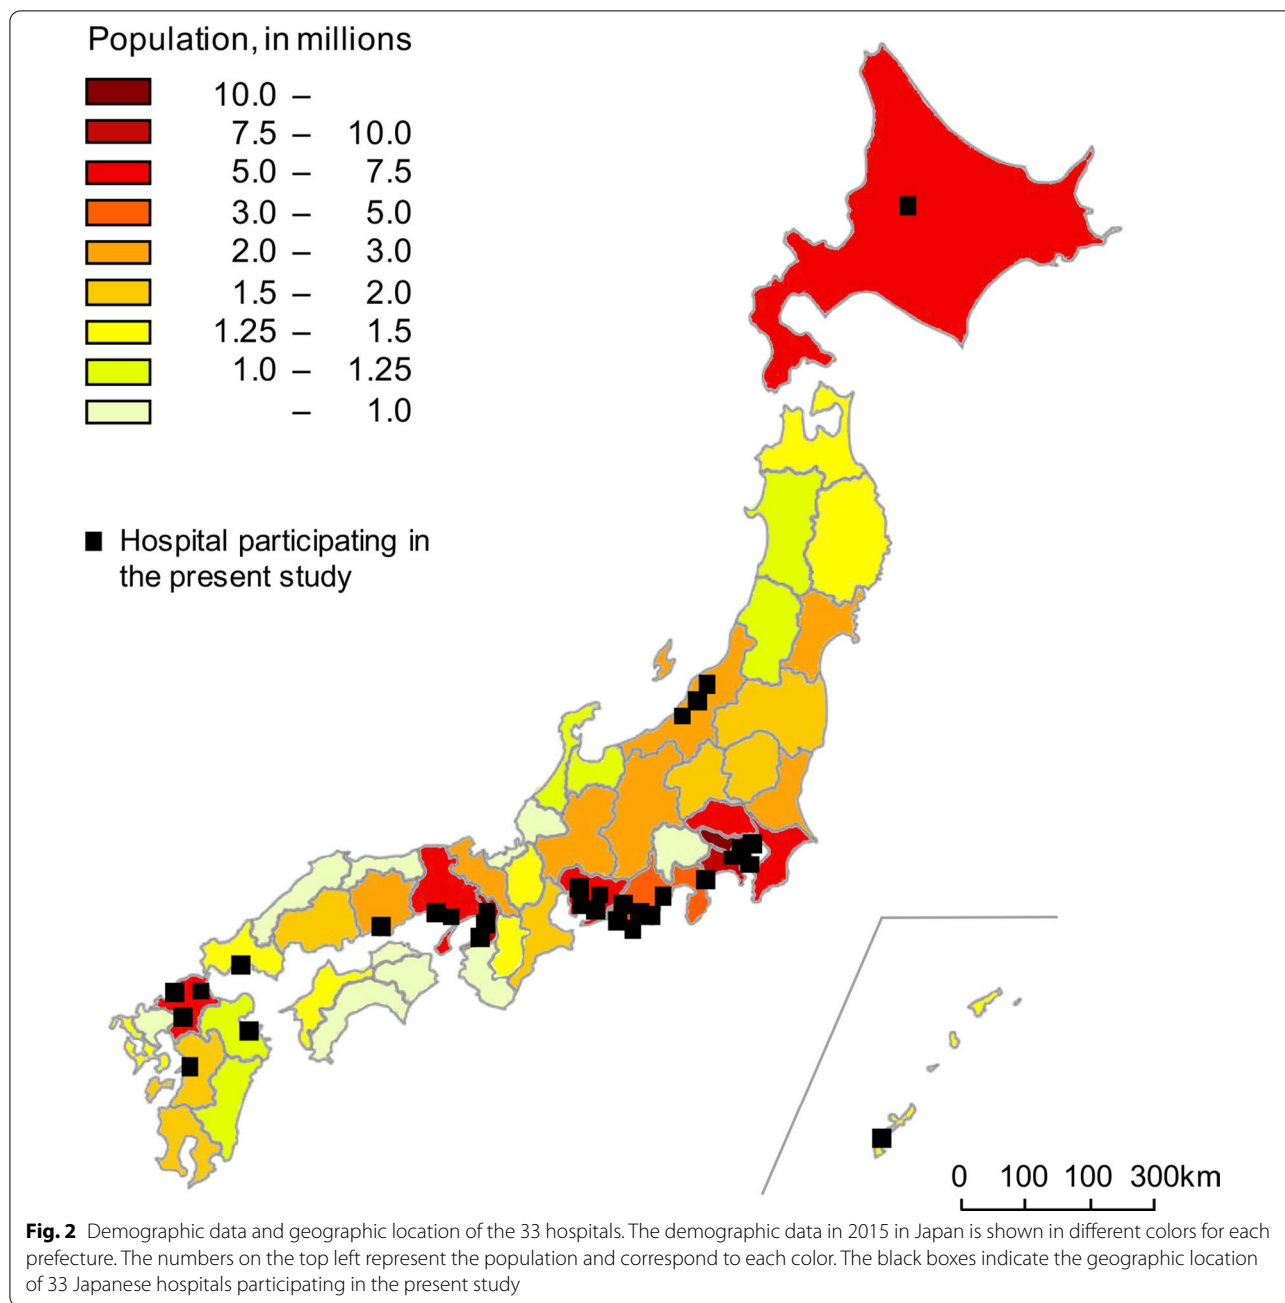 Population, in millions
10.0 –
7.5 – 10.0
5.0 – 7.5
3.0 – 5.0
2.0 – 3.0
1.5 – 2.0
1.25 – 1.5
1.0 – 1.25
– 1.0
Hospital participating in
the present study
0 100 100 300km
Fig. 2 Demographic data and geographic location of the 33 hospitals. The demographic data in 2015 in Japan is shown in different colors for each
prefecture. The numbers on the top left represent the population and correspond to each color. The black boxes indicate the geographic location
of 33 Japanese hospitals participating in the present study